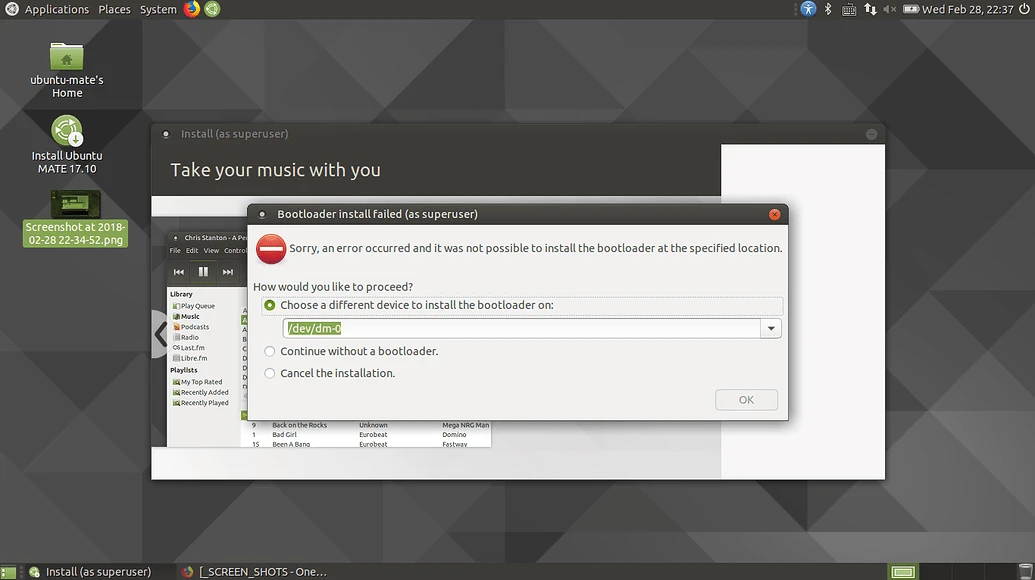 Applications Places System
Wed Feb 28, 22:37
ubuntu-mate's
Home
Install Ubuntu
MATE 17.10
Screenshot at 2018-
02-28 22-34-52.png
Install (as superuser)
Take your music with you
Bootloader install failed (as superuser)
Sorry, an error occurred and it was not possible to install the bootloader at the specified location.
How would you like to proceed?
Choose a different device to install the bootloader on:
/dev/dm-0
Continue without a bootloader.
Cancel the installation.
OK
Chris Stanton - A Pe
File Edit View Control
Library
Play Queue
Music
Podcasts
Radio
Last.fm
Libre.fm
Playlists
My Top Rated
Recently Added
Recently Played
9 Back on the Rocks Unknown Mega NRG Man
1 Bad Girl Eurobeat Domino
15 Been A Bang Eurobeat Fastway
Install (as superuser)
[_SCREEN_SHOTS - One...